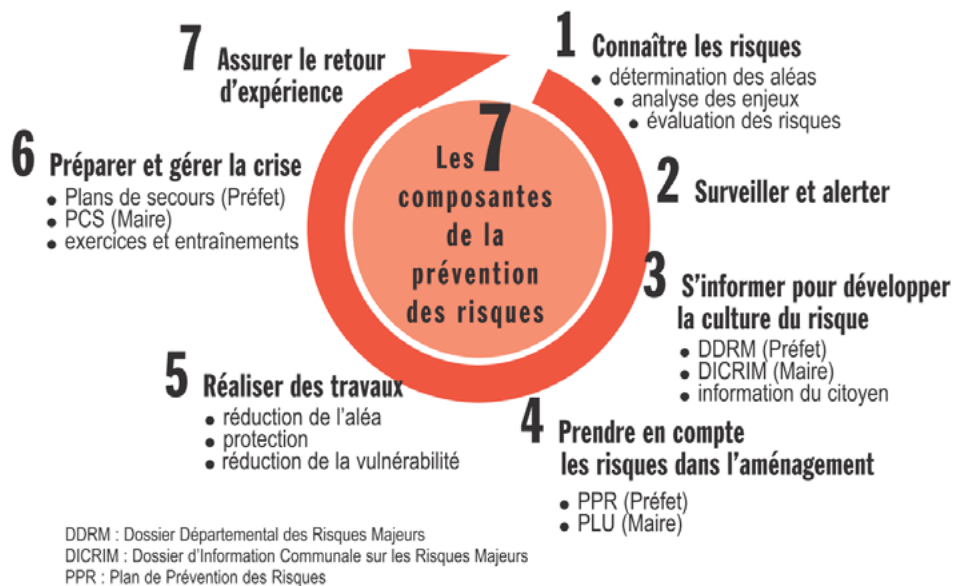 Les 7
composantes
de la
prévention
des risques
1 Connaître les risques
• détermination des aléas
• analyse des enjeux
• évaluation des risques
2 Surveiller et alerter
3 S'informer pour développer
la culture du risque
• DDRM (Préfet)
• DICRIM (Maire)
• information du citoyen
4 Prendre en compte
les risques dans l'aménagement
• PPR (Préfet)
• PLU (Maire)
5 Réaliser des travaux
• réduction de l'aléa
• protection
• réduction de la vulnérabilité
6 Préparer et gérer la crise
• Plans de secours (Préfet)
• PCS (Maire)
• exercices et entraînements
7 Assurer le retour
d'expérience
DDRM : Dossier Départemental des Risques Majeurs
DICRIM : Dossier d'Information Communale sur les Risques Majeurs
PPR : Plan de Prévention des Risques